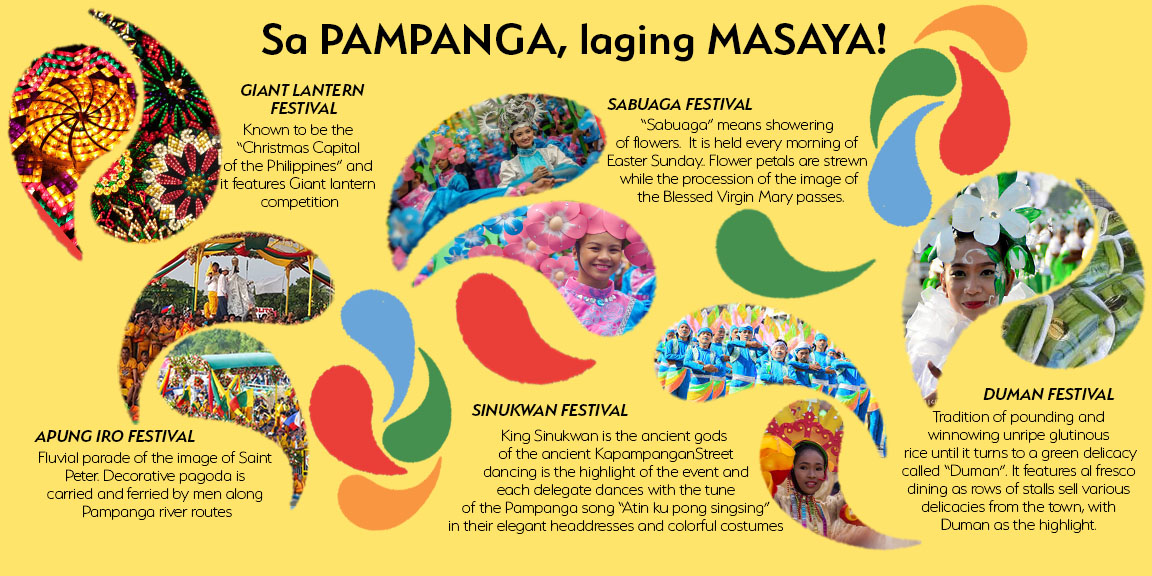 Sa PAMPANGA, laging MASAYA!
GIANT LANTERN
FESTIVAL
Known to be the
"Christmas Capital
of the Philippines" and
it features Giant lantern
competition
SABUAGA FESTIVAL
"Sabuaga" means showering
of flowers. It is held every morning of
Easter Sunday.. Flower petals are strewn
while the procession of the image of
the Blessed Virgin Mary passes.
APUNG IRO FESTIVAL
Fluvial parade of the image of Saint
Peter. Decorative pagoda is
carried and ferried by men along
Pampanga river routes
SINUKWAN FESTIVAL
King Sinukwan is the ancient gods
of the ancient KapampanganStreet
dancing is the highlight of the event and
each delegate dances with the tune
of the Pampanga song "Atin ku pong singsing"
in their elegant headdresses and colorful costumes
DUMAN FESTIVAL
Tradition of pounding and
winnowing unripe glutinous
rice until it turns to a green delicacy
called "Duman". It features al fresco
dining as rows of stalls sell various
delicacies from the town, with
Duman as the highlight.